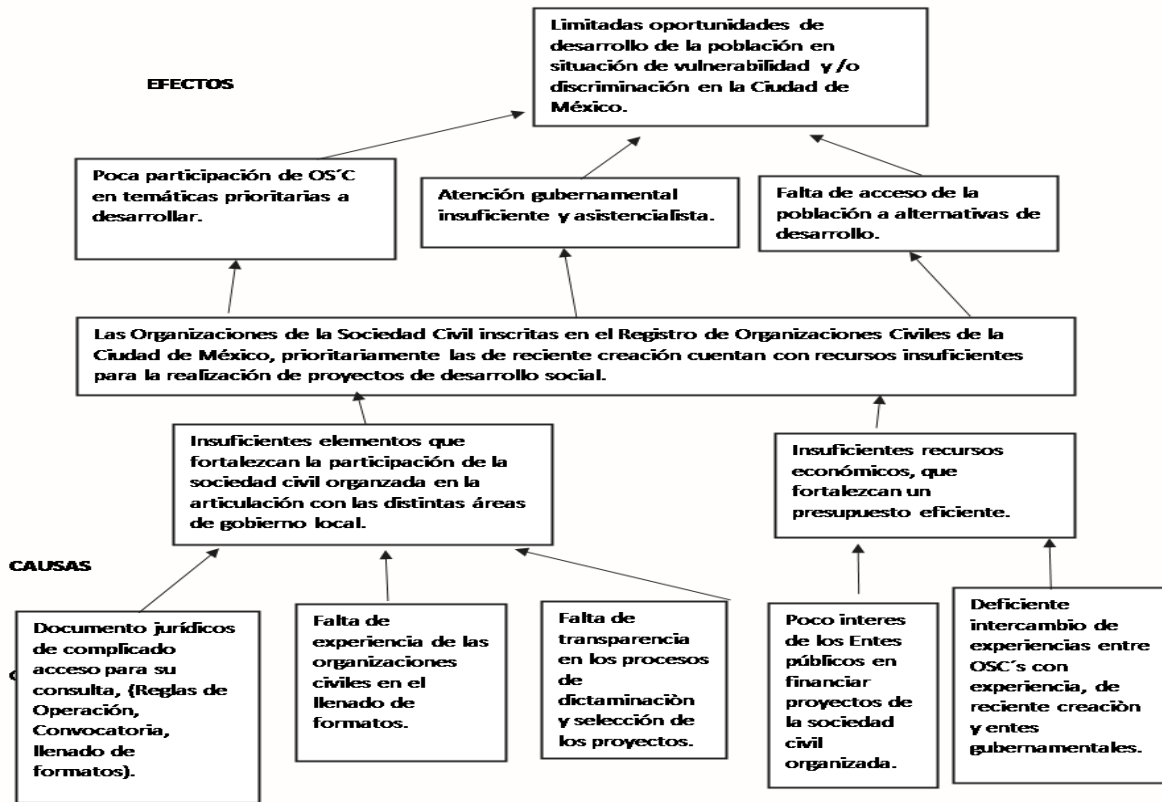 Limitadas oportunidades de
desarrollo de la población en
situación de vulnerabilidad y /o
discriminación en la Ciudad de
México.
EFECTOS
Poca participación de OS´C
en temáticas prioritarias a
desarrollar.
Atención gubernamental
insuficiente y asistencialista.
Falta de acceso de la
población a alternativas de
desarrollo.
Las Organizaciones de la Sociedad Civil inscritas en el Registro de Organizaciones Civiles de la
Ciudad de México, prioritariamente las de reciente creación cuentan con recursos insuficientes
para la realización de proyectos de desarrollo social.
Insuficientes elementos que
fortalezcan la participación de la
sociedad civil organzada en la
articulación con las distintas áreas
de gobierno local.
Insuficientes recursos
económicos, que
fortalezcan un
presupuesto eficiente.
CAUSAS
Documento jurídicos
de complicado
acceso para su
consulta, (Reglas de
Operación,
Convocatoria,
llenado de
formatos).
Falta de
experiencia de las
organizaciones
civiles en el
llenado de
formatos.
Falta de
transparencia
en los procesos
de
dictaminaciòn
y selección de
los proyectos.
Poco interes
de los Entes
públicos en
financiar
proyectos de
la sociedad
civil
organizada.
Deficiente
intercambio de
experiencias entre
OSC´s con
experiencia, de
reciente creaciòn
y entes
gubernamentales.